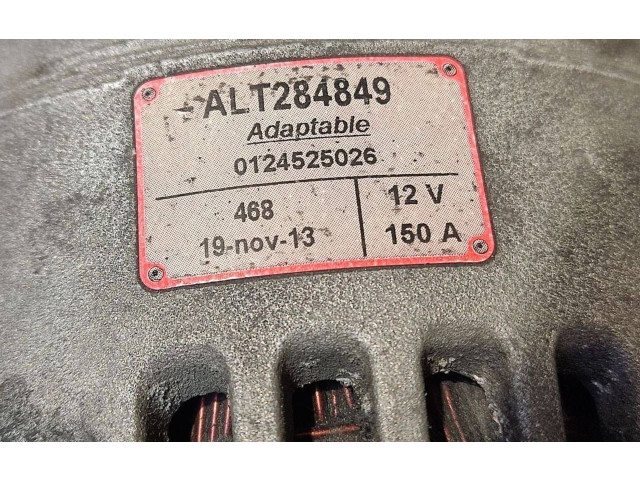 ALT284849
Adaptable
0124525026
468
19-nov-13
12 V
150 A